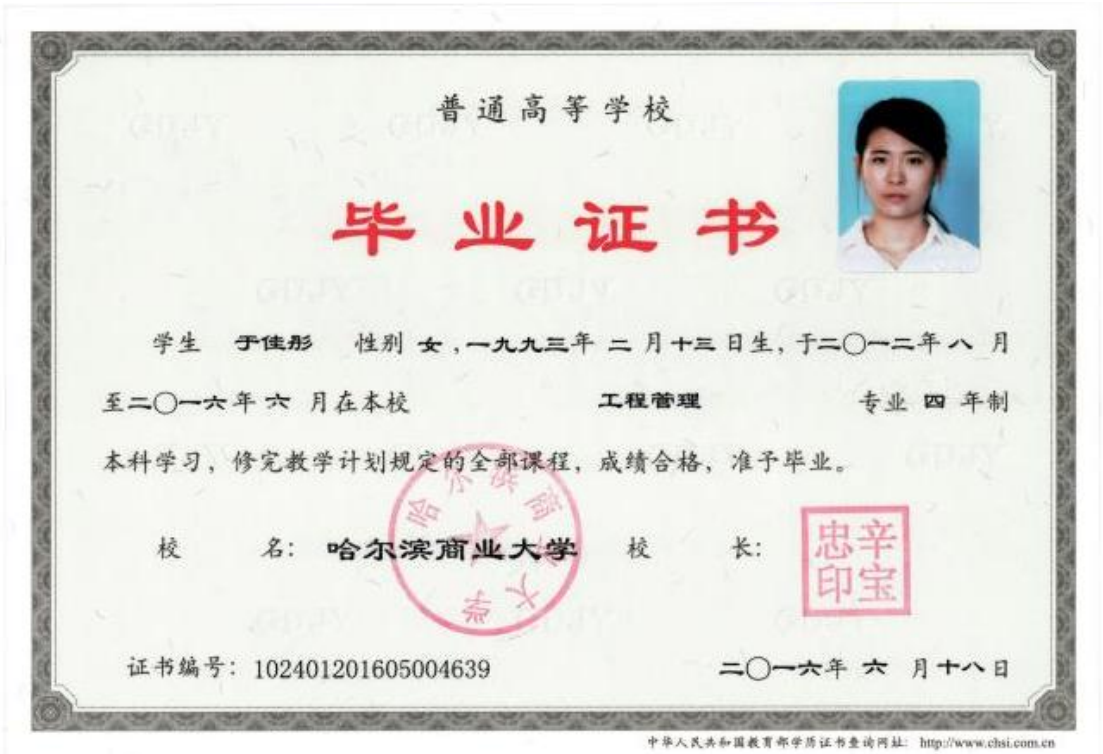 普通高等学校
毕业证书
学生 于佳彤 性别 女,一九九三年 二 月十三日生,于二〇一二年八 月
至二〇一六年 六 月在本校 工程管理 专业 四 年制
本科学习,修完教学计划规定的全部课程,成绩合格,准予毕业。
校 名: 哈尔滨商业大学 校 长:
哈尔滨商业大学
辛宝忠印
证书编号:102401201605004639 二〇一六年 六 月十八日
中华人民共和国教育部学历证书查询网址: http://www.chsi.com.cn